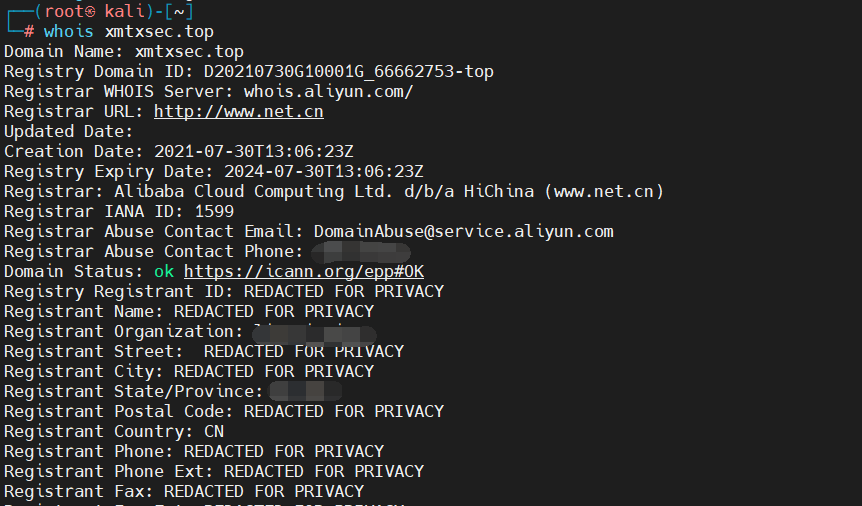 ┌──(root㉿ kali)-[~]
└─# whois xmtxsec.top
Domain Name: xmtxsec.top
Registry Domain ID: D20210730G10001G_66662753-top
Registrar WHOIS Server: whois.aliyun.com/
Registrar URL: http://www.net.cn
Updated Date:
Creation Date: 2021-07-30T13:06:23Z
Registry Expiry Date: 2024-07-30T13:06:23Z
Registrar: Alibaba Cloud Computing Ltd. d/b/a HiChina (www.net.cn)
Registrar IANA ID: 1599
Registrar Abuse Contact Email: DomainAbuse@service.aliyun.com
Registrar Abuse Contact Phone:
Domain Status: ok https://icann.org/epp#OK
Registry Registrant ID: REDACTED FOR PRIVACY
Registrant Name: REDACTED FOR PRIVACY
Registrant Organization:
Registrant Street:  REDACTED FOR PRIVACY
Registrant City: REDACTED FOR PRIVACY
Registrant State/Province:
Registrant Postal Code: REDACTED FOR PRIVACY
Registrant Country: CN
Registrant Phone: REDACTED FOR PRIVACY
Registrant Phone Ext: REDACTED FOR PRIVACY
Registrant Fax: REDACTED FOR PRIVACY